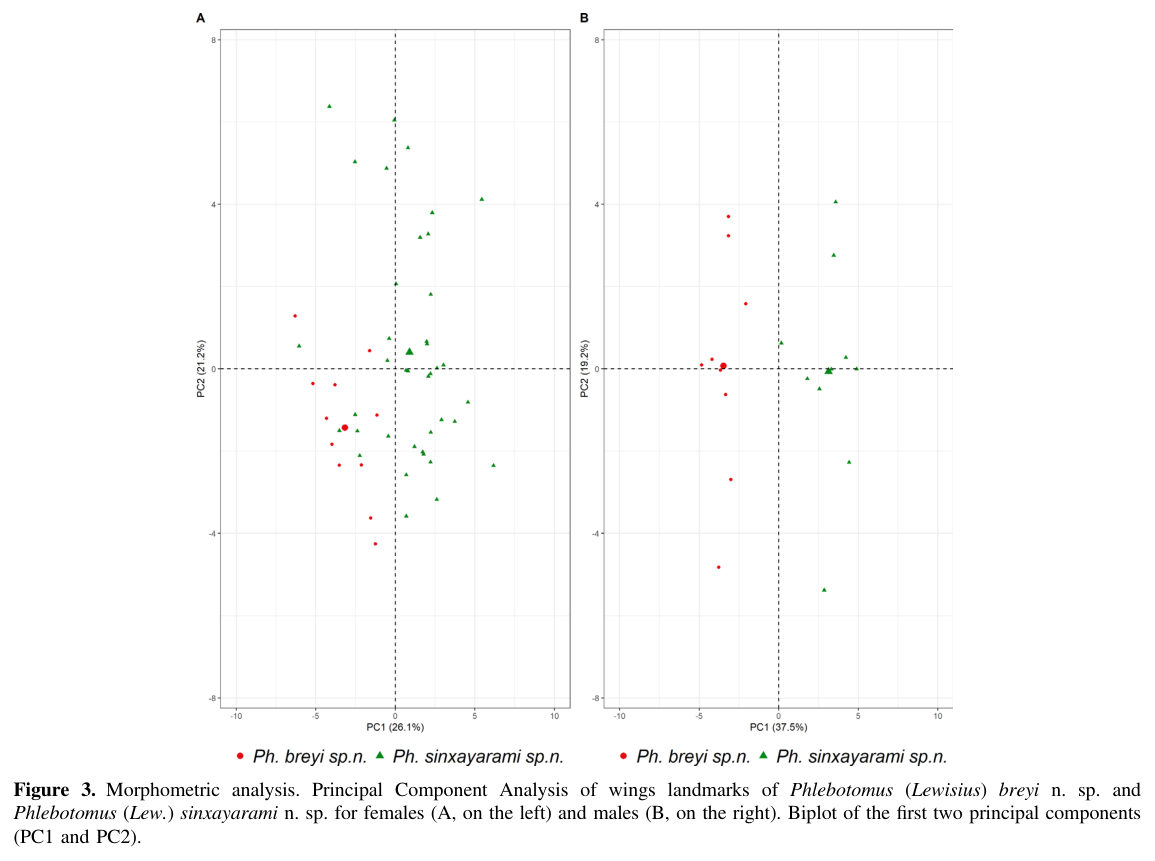 A
B
8
4
0
-4
-8
PC2 (21.2%)
-10 -5 0 5 10
PC1 (26.1%)
8
4
0
-4
-8
PC2 (19.2%)
-10 -5 0 5 10
PC1 (37.5%)
Ph. breyi sp.n. Ph. sinxayarami sp.n.
Ph. breyi sp.n. Ph. sinxayarami sp.n.
Figure 3. Morphometric analysis. Principal Component Analysis of wings landmarks of Phlebotomus (Lewisius) breyi n. sp. and
Phlebotomus (Lew.) sinxayarami n. sp. for females (A, on the left) and males (B, on the right). Biplot of the first two principal components
(PC1 and PC2).